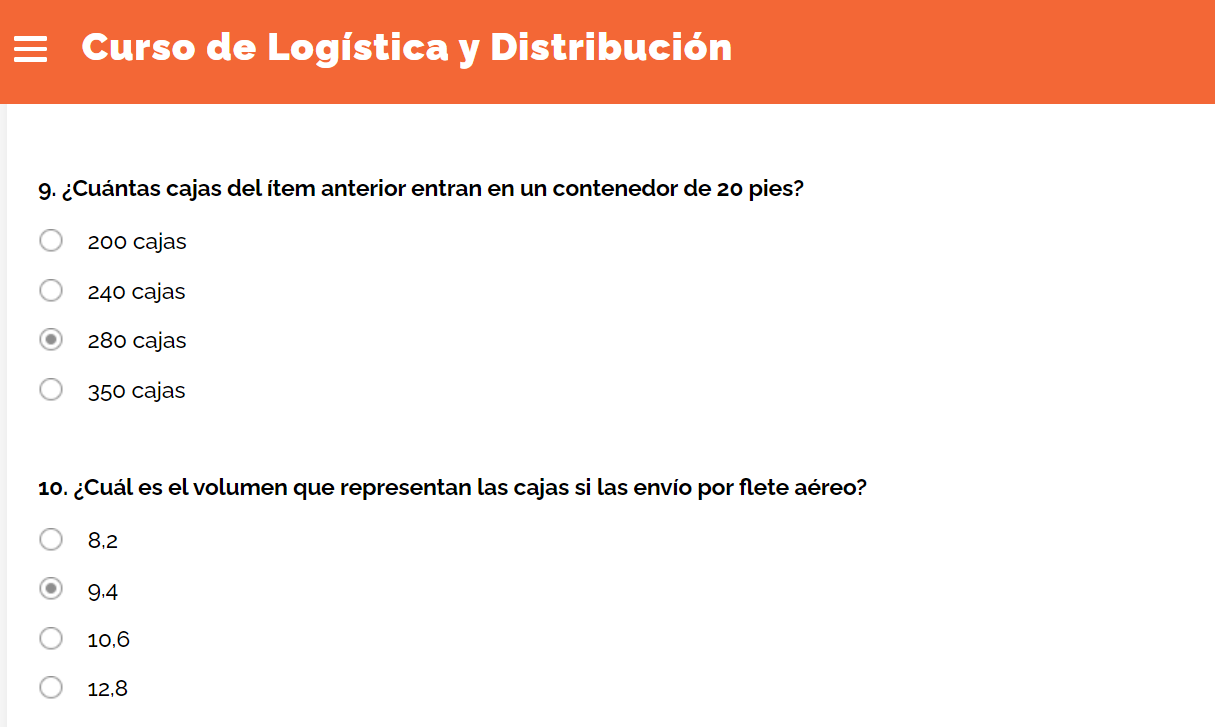 Curso de Logística y Distribución
9. ¿Cuántas cajas del ítem anterior entran en un contenedor de 20 pies?
200 cajas
240 cajas
280 cajas
350 cajas
10. ¿Cuál es el volumen que representan las cajas si las envío por flete aéreo?
8,2
9,4
10,6
12,8